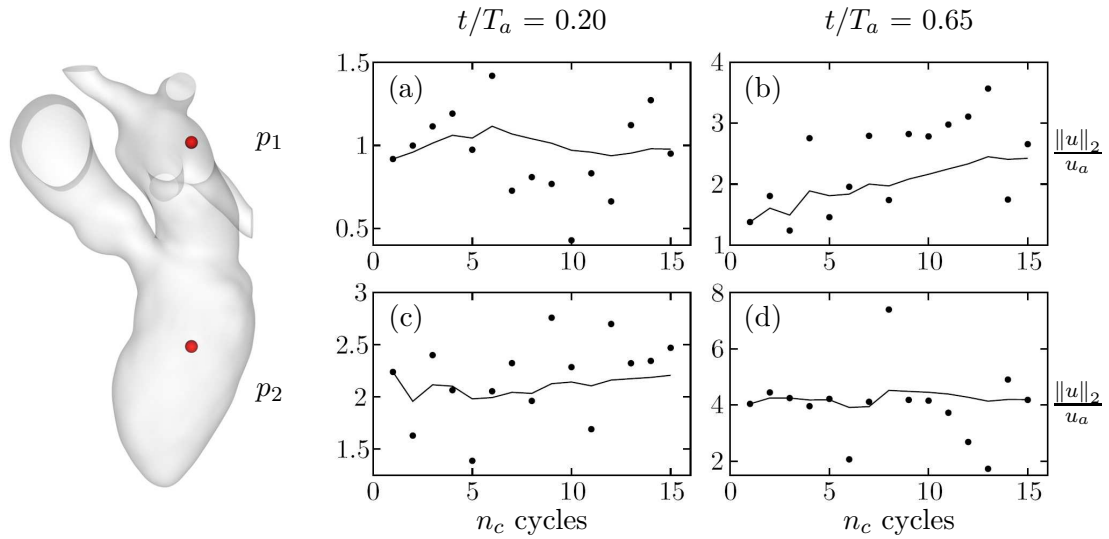 t/T_a = 0.20
t/T_a = 0.65
p_1
(a)
1.5
1
0.5
0 5 10 15
(b)
4
3
2
1
0 5 10 15
‖u‖_2 / u_a
p_2
(c)
3
2.5
2
1.5
0 5 10 15
n_c cycles
(d)
8
6
4
2
0 5 10 15
n_c cycles
‖u‖_2 / u_a